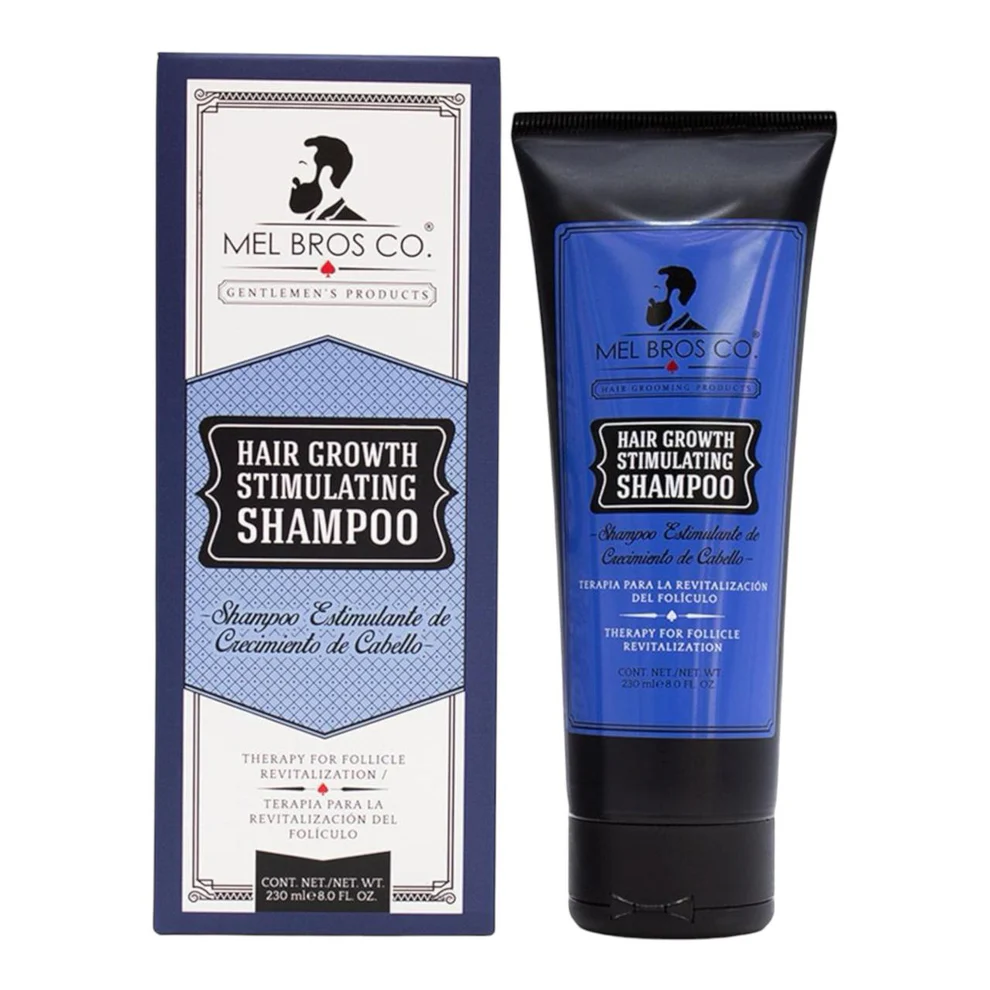 MEL BROS CO.®
GENTLEMEN'S PRODUCTS
HAIR GROWTH
STIMULATING
SHAMPOO
-Shampoo Estimulante de
Crecimiento de Cabello-
THERAPY FOR FOLLICLE
REVITALIZATION /
TERAPIA PARA LA
REVITALIZACIÓN DEL
FOLÍCULO
CONT. NET./NET. WT.
230 ml e 8.0 FL. OZ.
MEL BROS CO.®
HAIR GROOMING PRODUCTS
HAIR GROWTH
STIMULATING
SHAMPOO
-Shampoo Estimulante de
Crecimiento de Cabello-
TERAPIA PARA LA REVITALIZACIÓN
DEL FOLÍCULO
THERAPY FOR FOLLICLE
REVITALIZATION
CONT. NET./NET. WT.
230 ml e 8.0 FL. OZ.